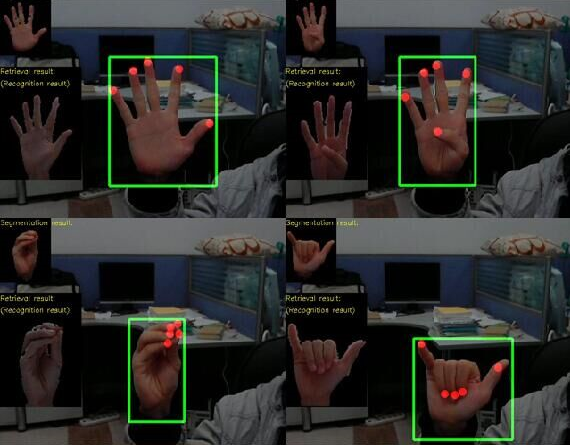 Retrieval result
(Recognition result)
Retrieval result:
(Recognition result)
Segmentation result:
Retrieval result
(recognition result)
Segmentation result:
Retrieval result:
(Recognition result)